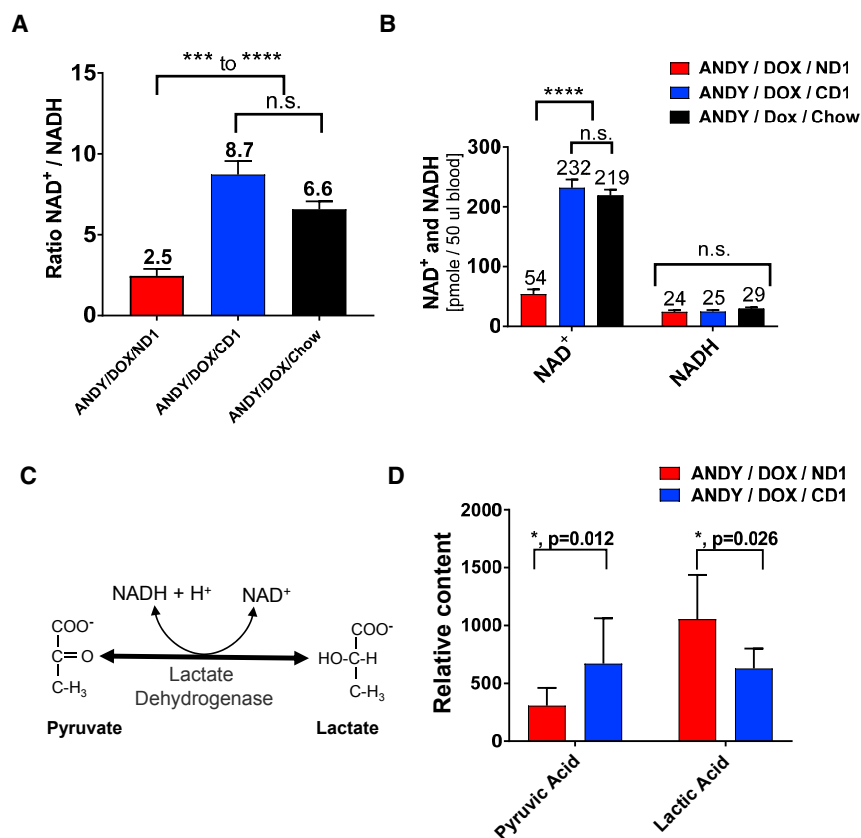 A
*** to ****
n.s.
15
10
5
0
Ratio NAD⁺ / NADH
2.5
8.7
6.6
ANDY/DOX/ND1
ANDY/DOX/CD1
ANDY/DOX/Chow
B
ANDY / DOX / ND1
ANDY / DOX / CD1
ANDY / Dox / Chow
****
n.s.
n.s.
300
200
100
0
NAD⁺ and NADH
[pmole / 50 ul blood]
54
232
219
24
25
29
NAD˟
NADH
C
NADH + H⁺
NAD⁺
COO⁻
C=O
C-H₃
Pyruvate
Lactate
Dehydrogenase
COO⁻
HO-C-H
C-H₃
Lactate
D
ANDY / DOX / ND1
ANDY / DOX / CD1
2000
1500
1000
500
0
Relative content
*, p=0.012
*, p=0.026
Pyruvic Acid
Lactic Acid